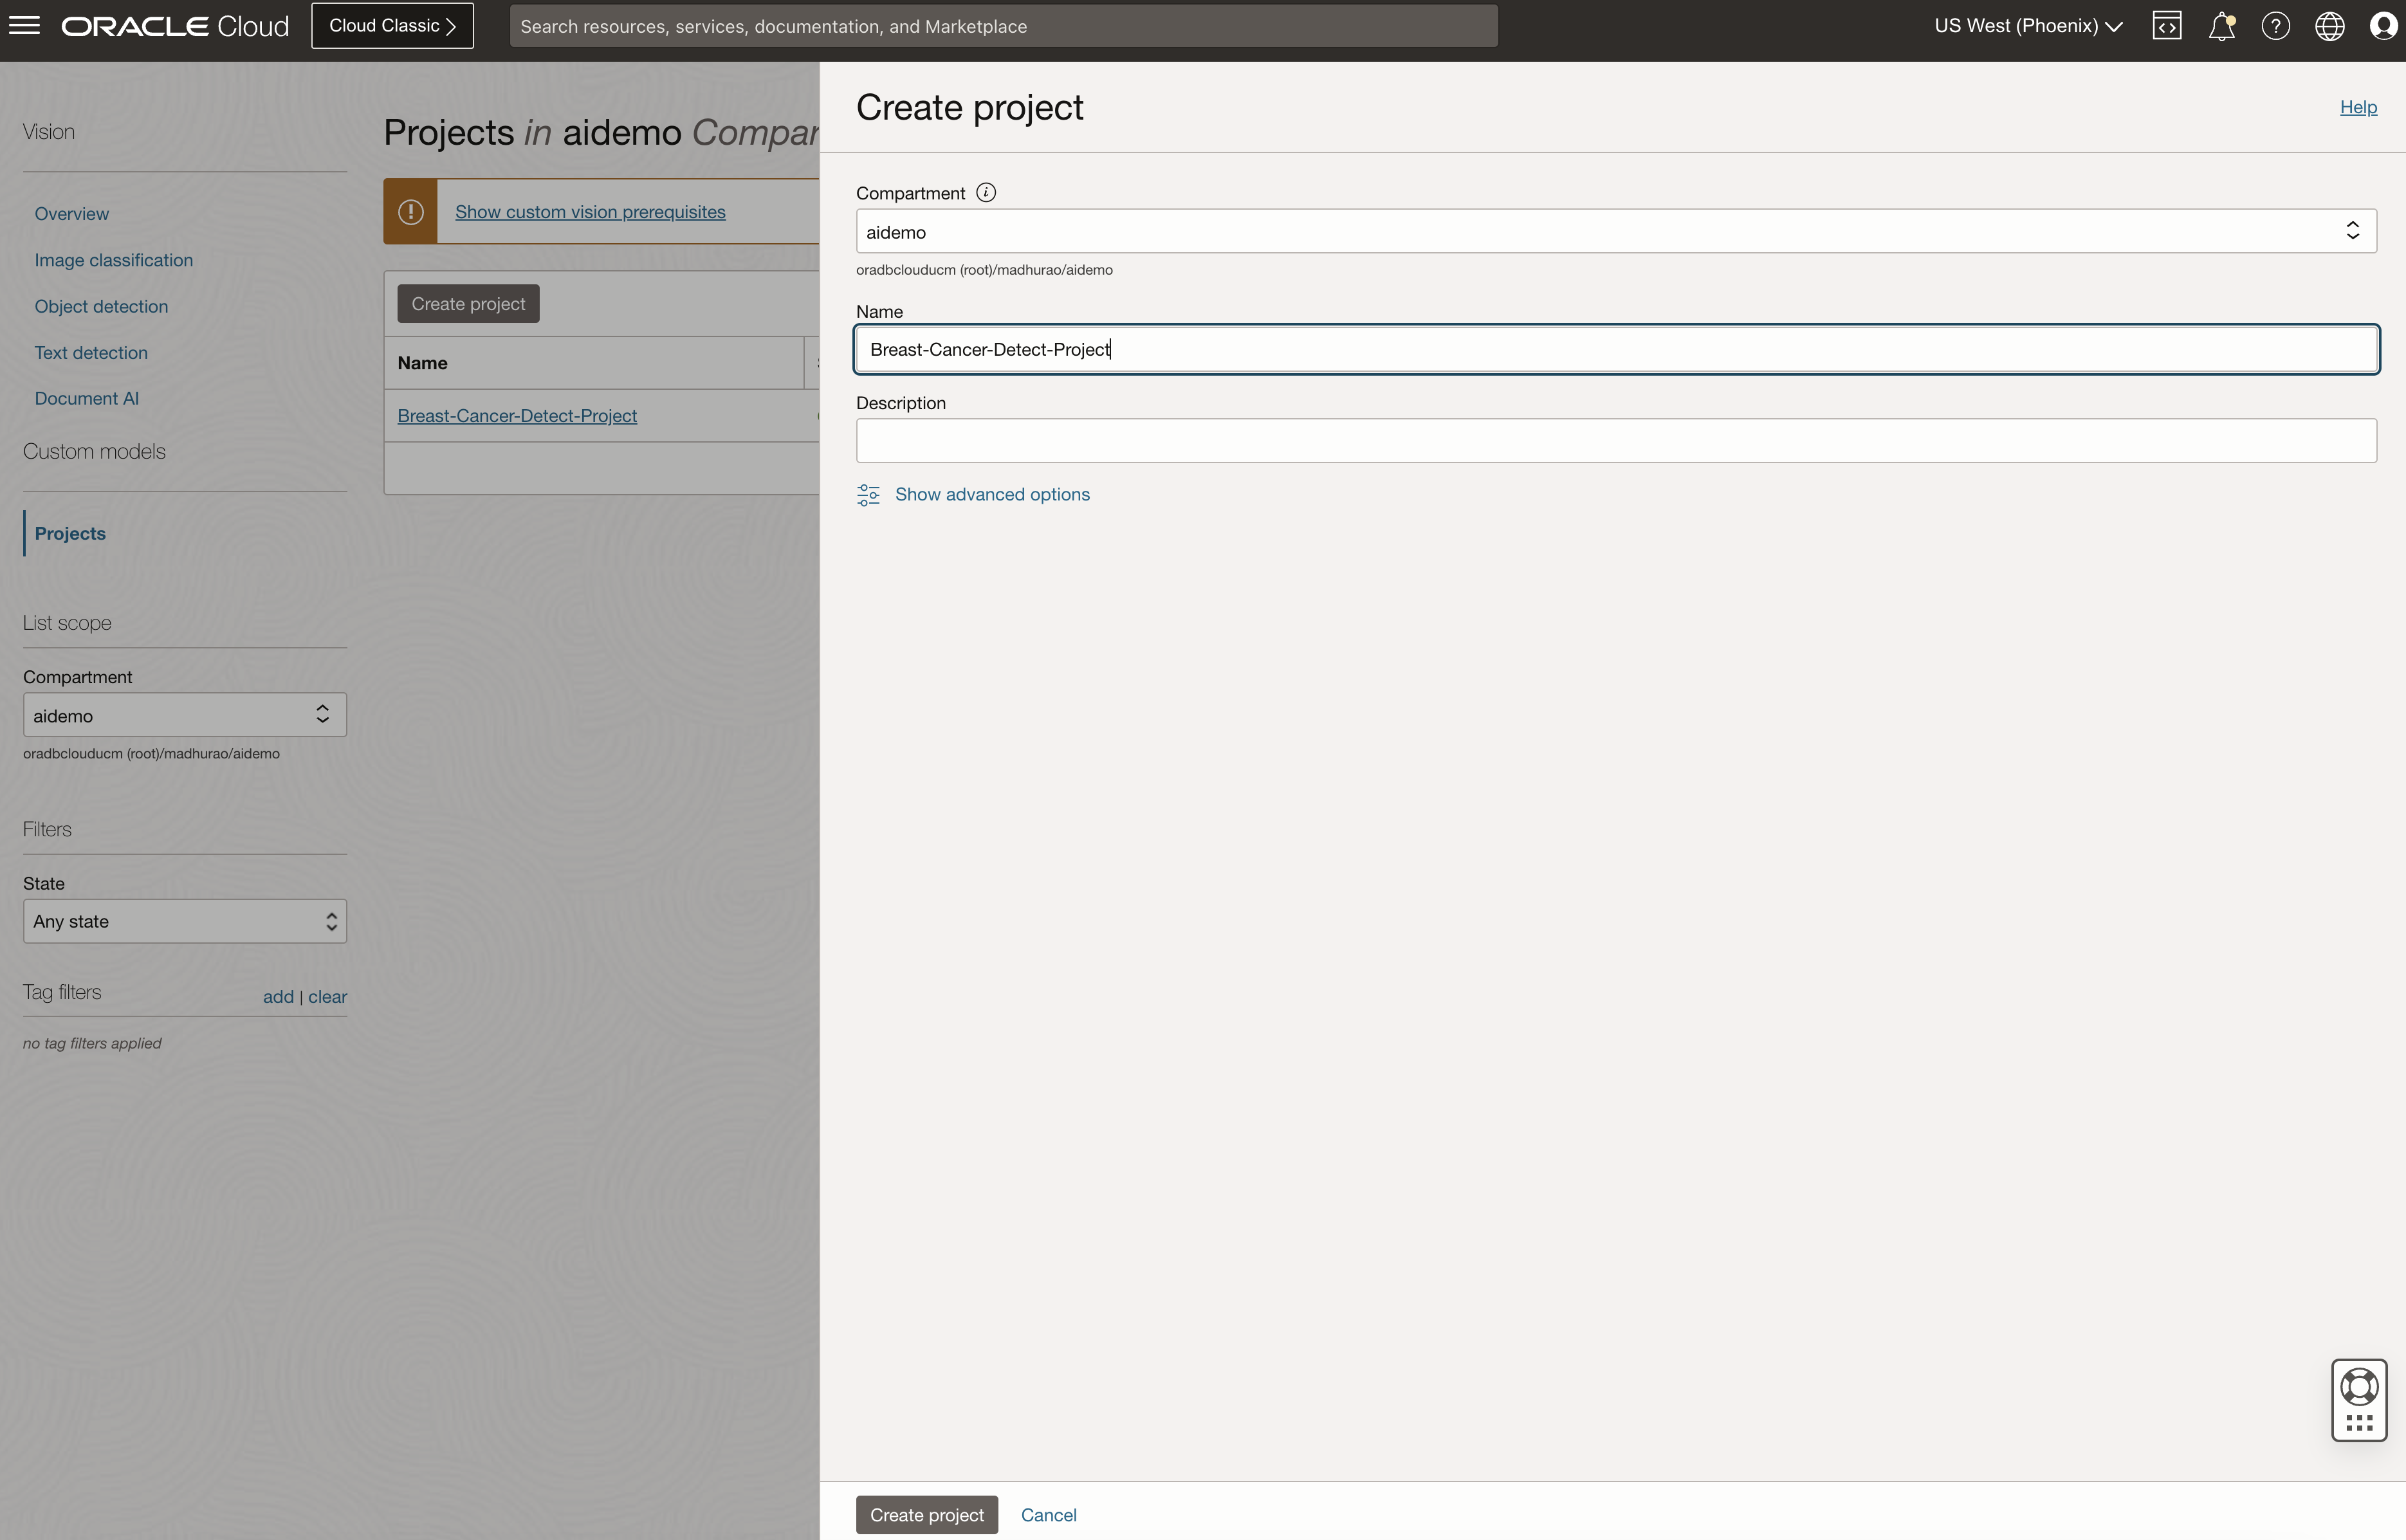 ORACLE Cloud
Cloud Classic
Search resources, services, documentation, and Marketplace
US West (Phoenix)
Vision
Overview
Image classification
Object detection
Text detection
Document AI
Custom models
Projects
List scope
Compartment
aidemo
oradbclouducm (root)/madhurao/aidemo
Filters
State
Any state
Tag filters
add | clear
no tag filters applied
Projects in aidemo Compar
Show custom vision prerequisites
Create project
Name
Breast-Cancer-Detect-Project
Create project
Help
Compartment
aidemo
oradbclouducm (root)/madhurao/aidemo
Name
Breast-Cancer-Detect-Project
Description
Show advanced options
Create project
Cancel